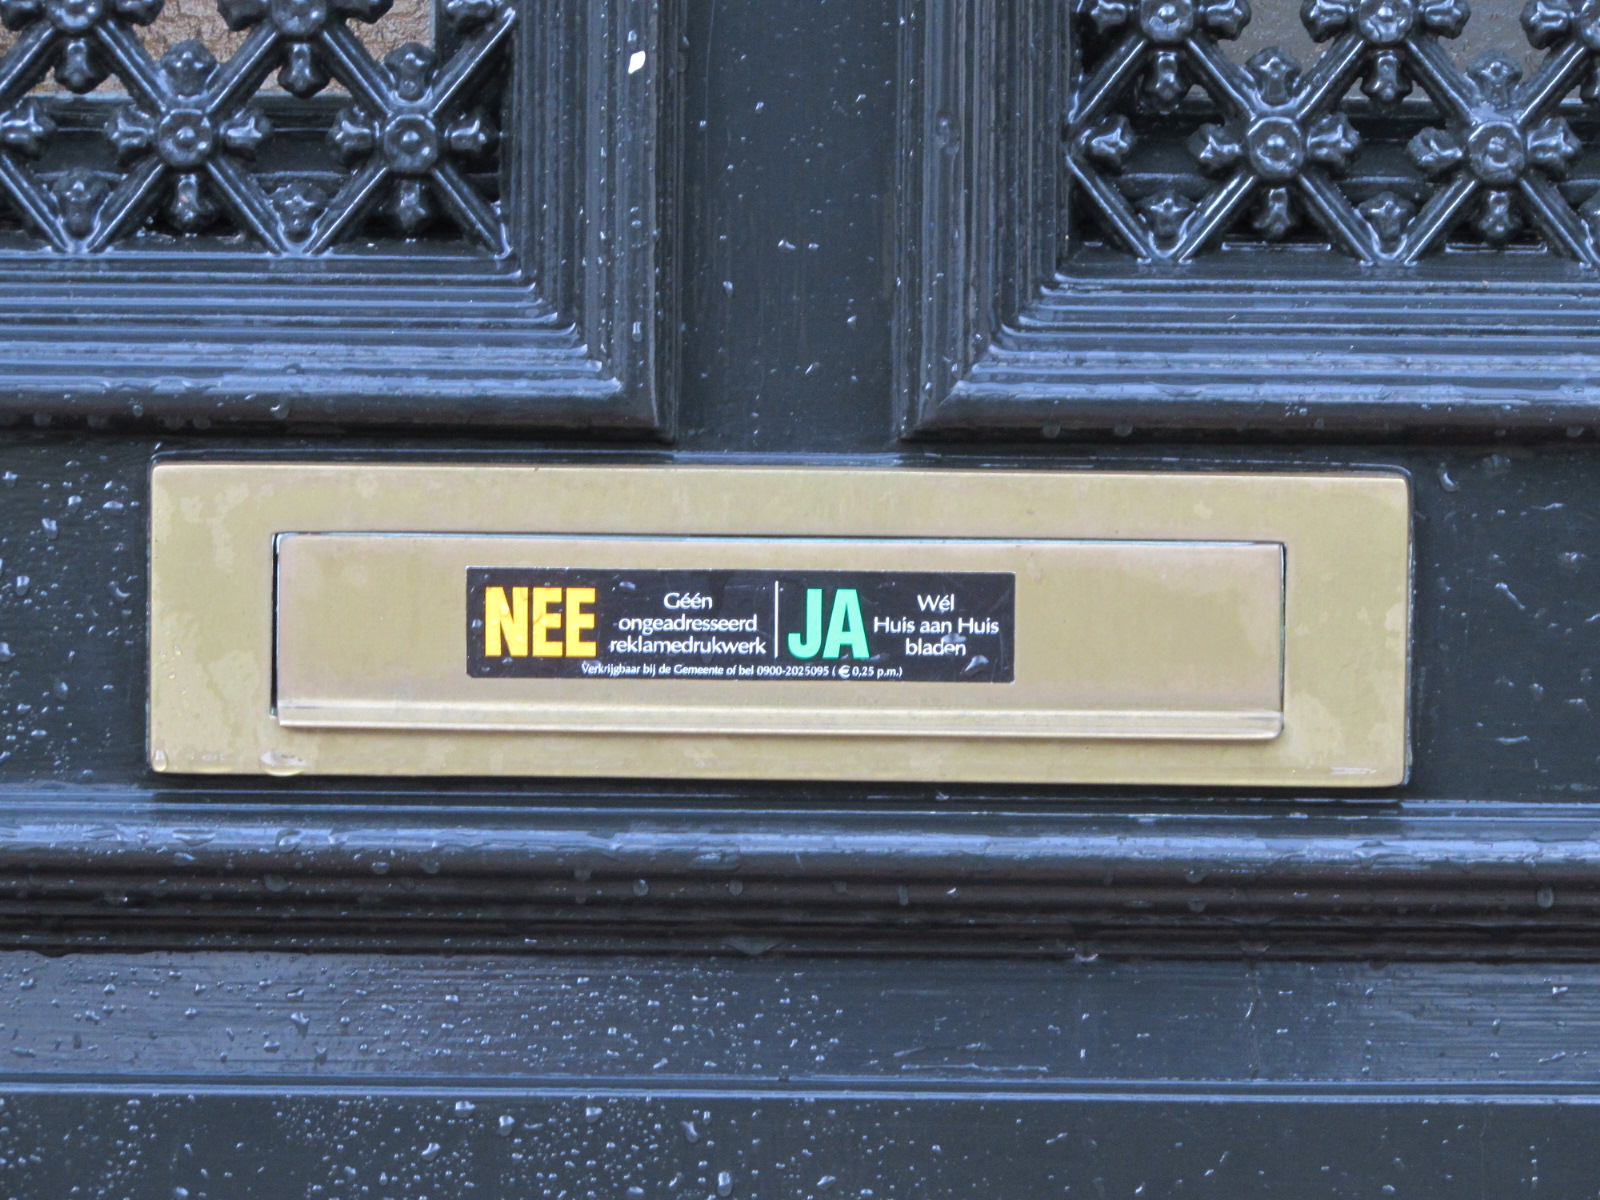 NEE
Géén
ongeadresseerd
reklamedrukwerk
JA
Wél
Huis aan Huis
bladen
Verkrijgbaar bij de Gemeente of bel 0900-2025095 ( € 0,25 p.m.)